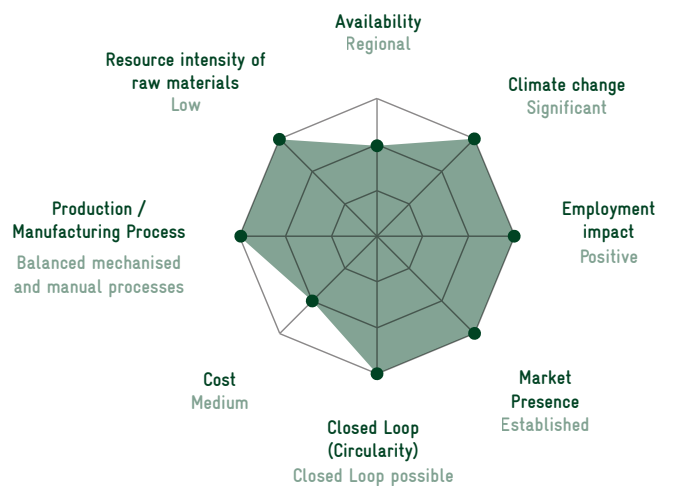 Availability
Regional
Resource intensity of
raw materials
Low
Climate change
Significant
Production /
Manufacturing Process
Balanced mechanised
and manual processes
Employment
impact
Positive
Cost
Medium
Market
Presence
Established
Closed Loop
(Circularity)
Closed Loop possible